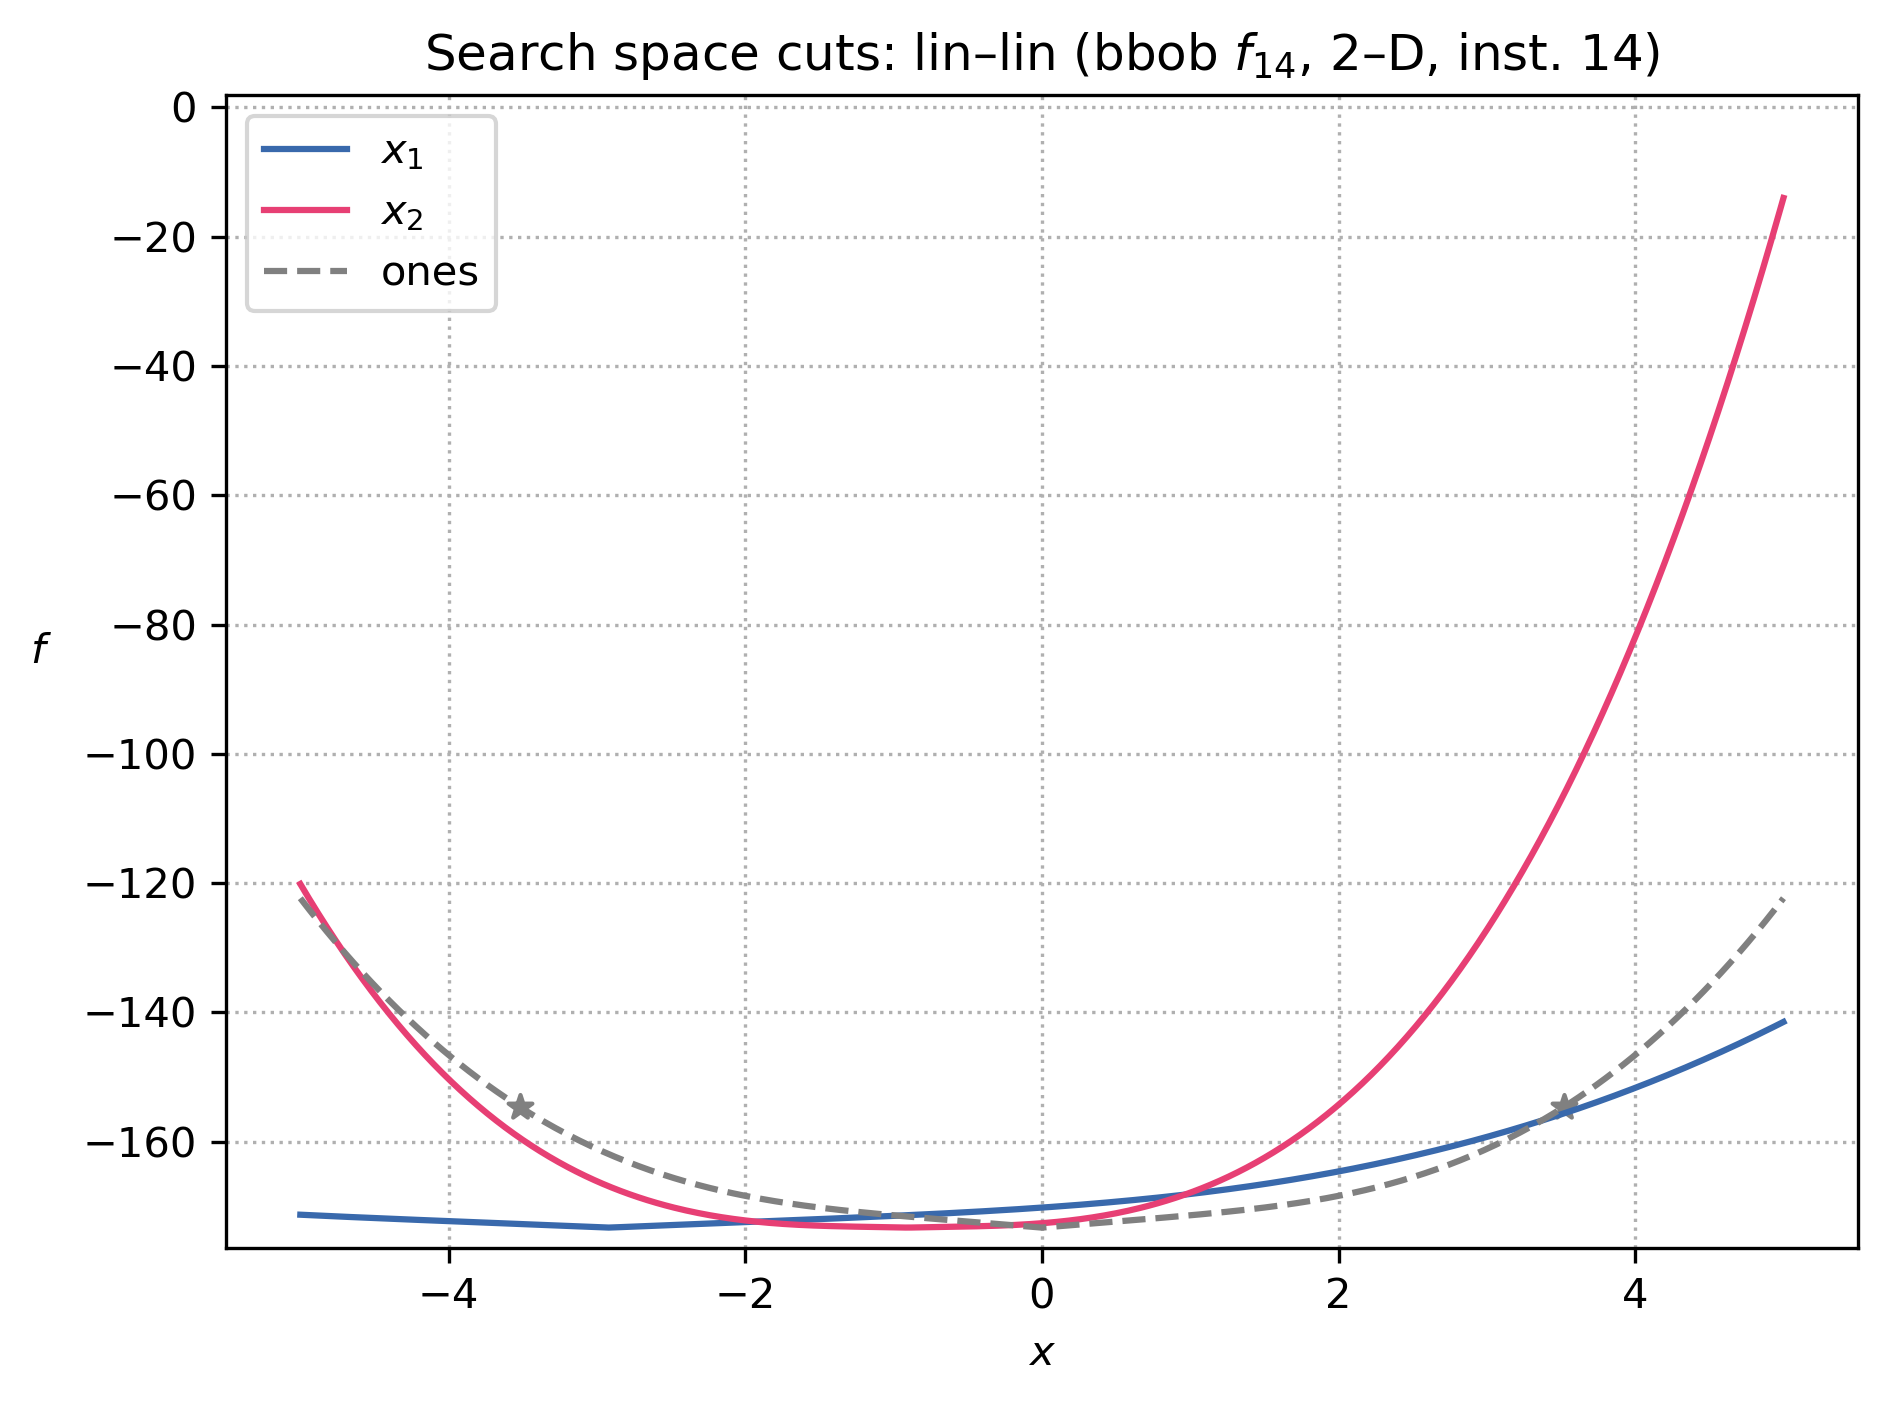 Search space cuts: lin–lin (bbob f₁₄, 2–D, inst. 14)
x₁
x₂
ones
0
−20
−40
−60
−80
−100
−120
−140
−160
f
−4
−2
0
2
4
x